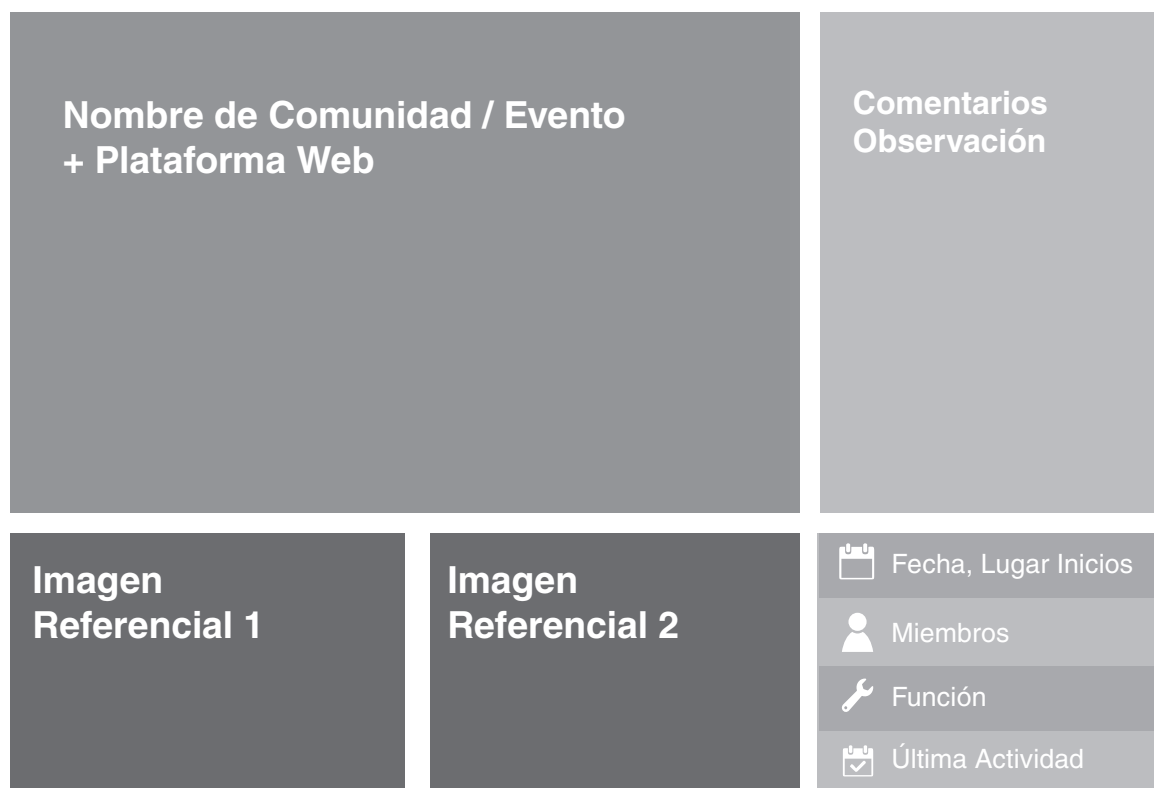 Nombre de Comunidad / Evento
+ Plataforma Web
Comentarios
Observación
Imagen
Referencial 1
Imagen
Referencial 2
Fecha, Lugar Inicios
Miembros
Función
Última Actividad